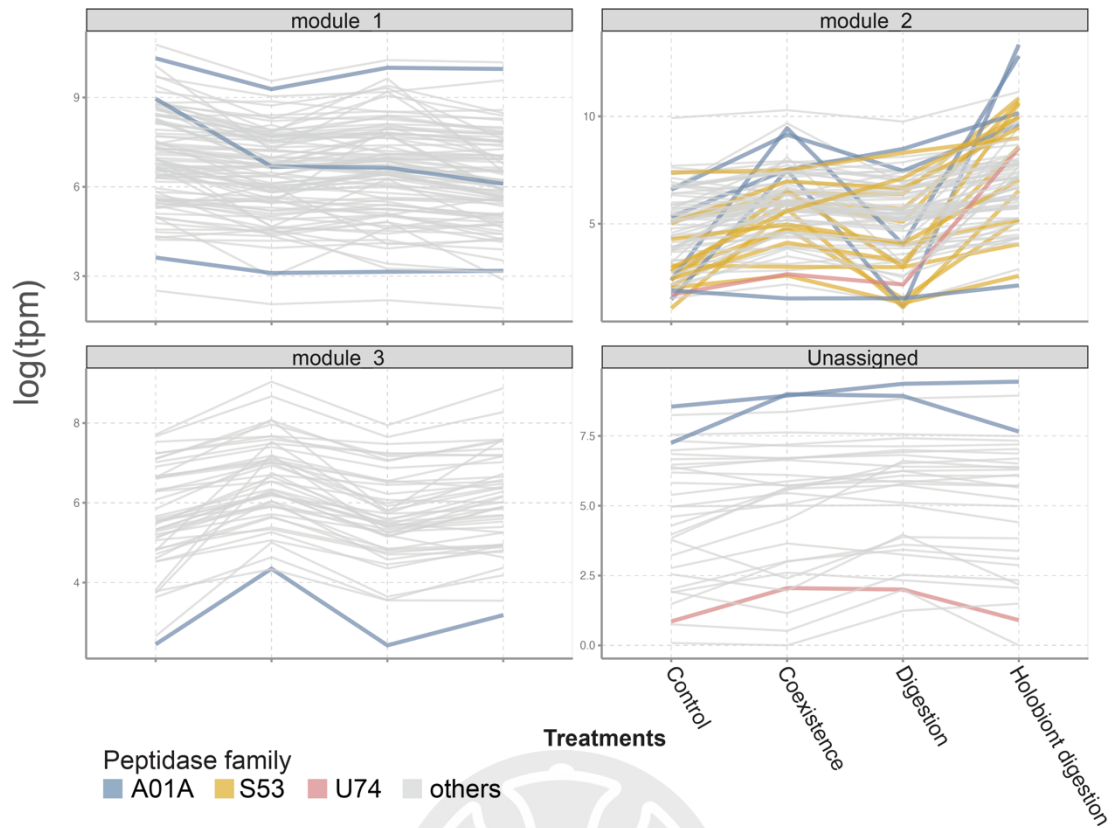 module_1
module_2
9
6
3
10
5
module_3
Unassigned
8
6
4
7.5
5.0
2.5
0.0
log(tpm)
Control
Coexistence
Digestion
Holobiont digestion
Treatments
Peptidase family
A01A S53 U74 others